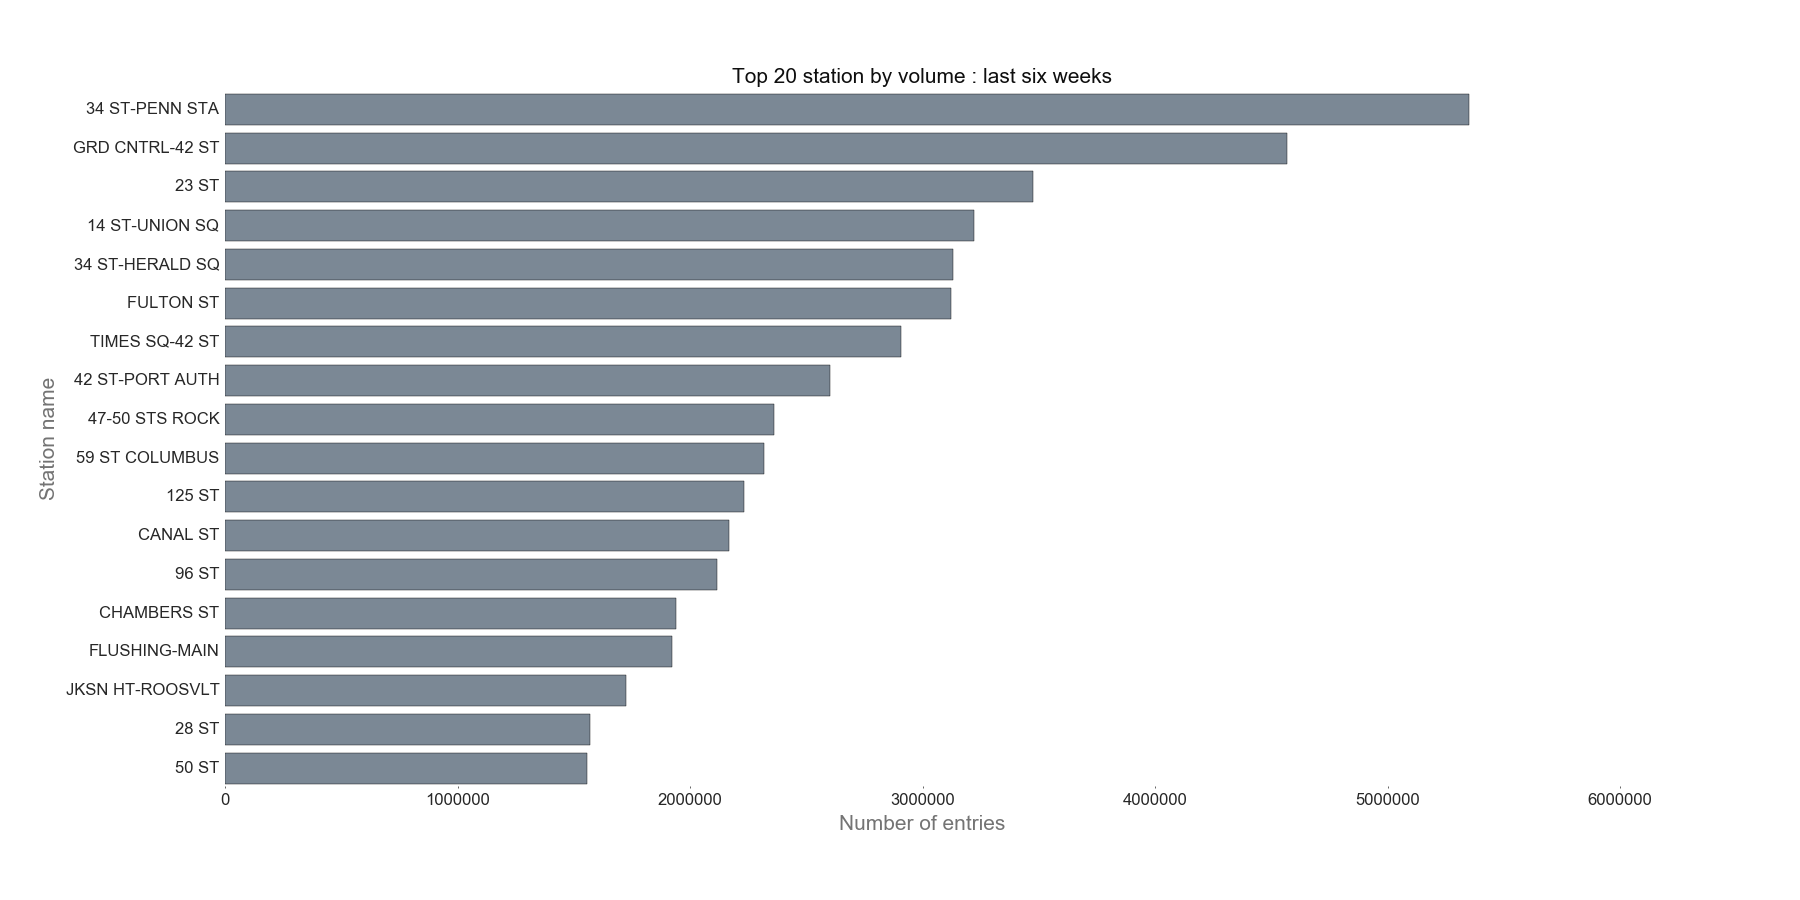 Top 20 station by volume : last six weeks
34 ST-PENN STA
GRD CNTRL-42 ST
23 ST
14 ST-UNION SQ
34 ST-HERALD SQ
FULTON ST
TIMES SQ-42 ST
42 ST-PORT AUTH
47-50 STS ROCK
59 ST COLUMBUS
125 ST
CANAL ST
96 ST
CHAMBERS ST
FLUSHING-MAIN
JKSN HT-ROOSVLT
28 ST
50 ST
Station name
0 1000000 2000000 3000000 4000000 5000000 6000000
Number of entries